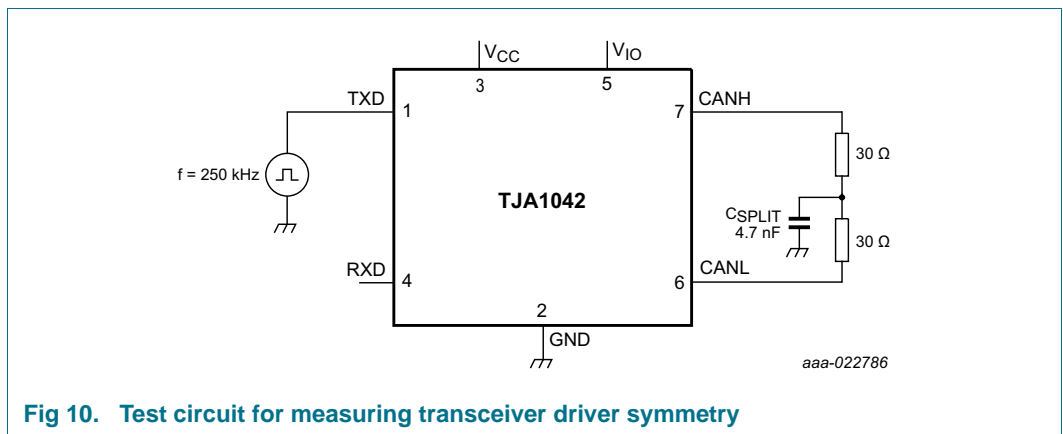 VCC
VIO
3
5
TXD
1
7
CANH
30 Ω
f = 250 kHz
TJA1042
CSPLIT
4.7 nF
30 Ω
RXD
4
6
CANL
2
GND
aaa-022786
Fig 10. Test circuit for measuring transceiver driver symmetry